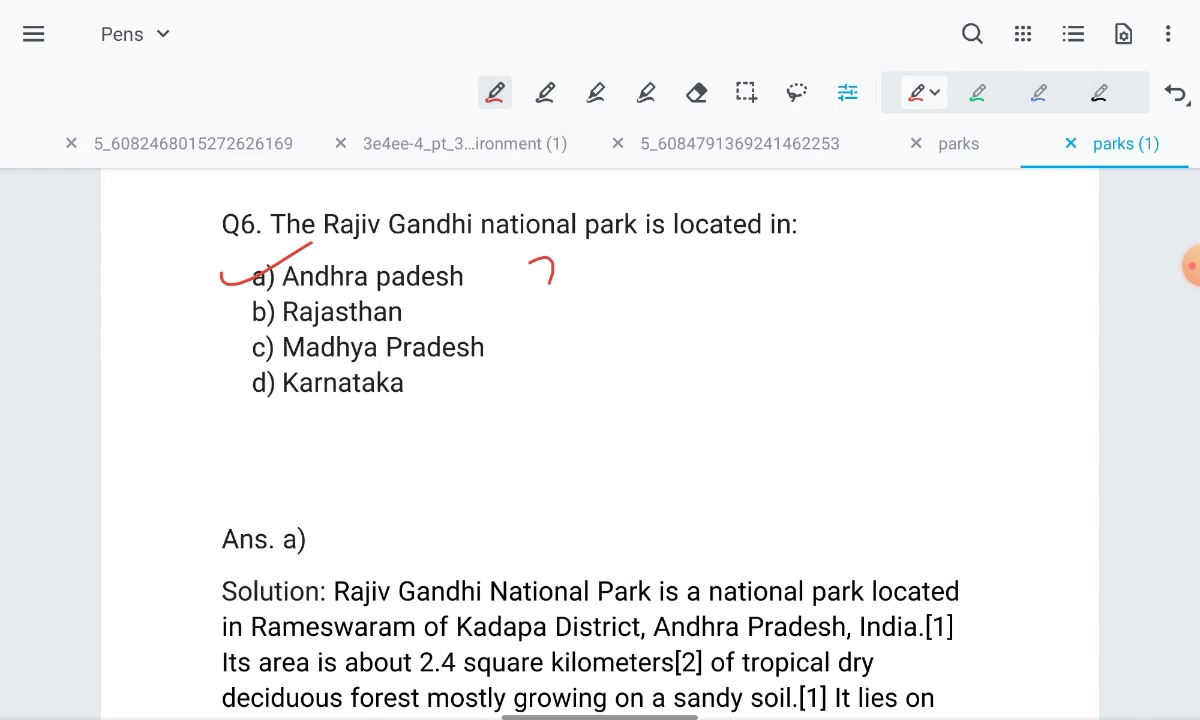 Pens
5_6082468015272626169
3e4ee-4_pt_3...ironment (1)
5_6084791369241462253
parks
parks (1)
Q6. The Rajiv Gandhi national park is located in:
a) Andhra padesh
b) Rajasthan
c) Madhya Pradesh
d) Karnataka
Ans. a)
Solution: Rajiv Gandhi National Park is a national park located
in Rameswaram of Kadapa District, Andhra Pradesh, India.[1]
Its area is about 2.4 square kilometers[2] of tropical dry
deciduous forest mostly growing on a sandy soil.[1] It lies on